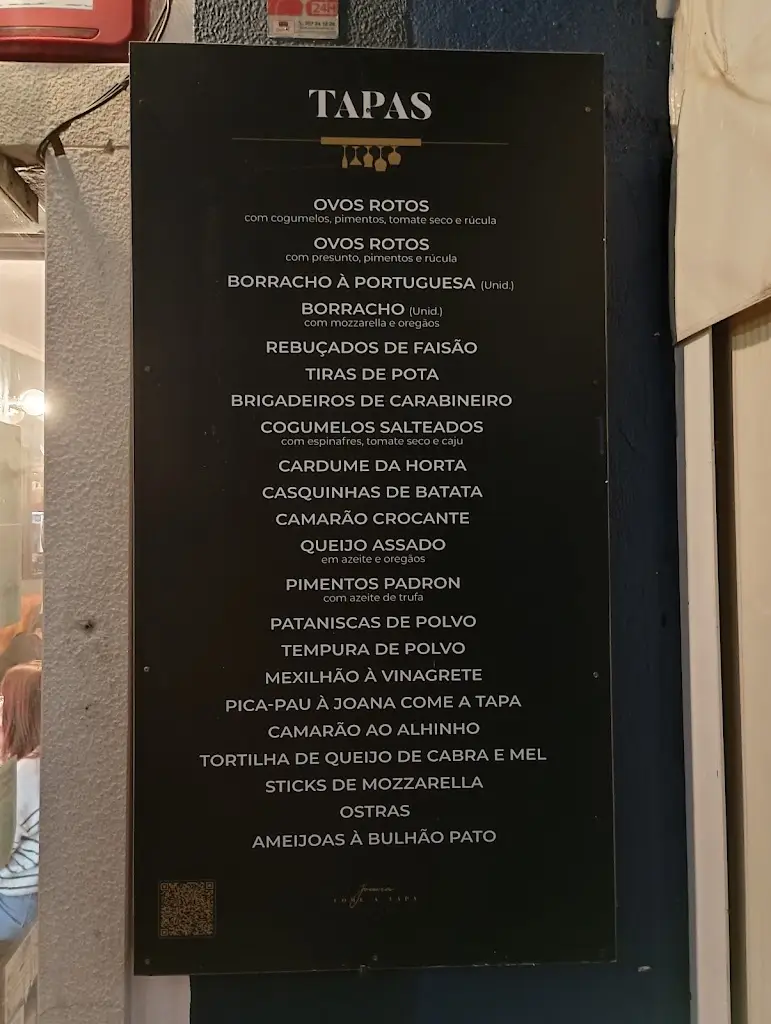 24H
TAPAS
OVOS ROTOS
com cogumelos, pimentos, tomate seco e rúcula
OVOS ROTOS
com presunto, pimentos e rúcula
BORRACHO À PORTUGUESA (Unid.)
BORRACHO (Unid.)
com mozzarella e oregãos
REBUÇADOS DE FAISÃO
TIRAS DE POTA
BRIGADEIROS DE CARABINEIRO
COGUMELOS SALTEADOS
com espinafres, tomate seco e caju
CARDUME DA HORTA
CASQUINHAS DE BATATA
CAMARÃO CROCANTE
QUEIJO ASSADO
em azeite e oregãos
PIMENTOS PADRON
com azeite de trufa
PATANISCAS DE POLVO
TEMPURA DE POLVO
MEXILHÃO À VINAGRETE
PICA-PAU À JOANA COME A TAPA
CAMARÃO AO ALHINHO
TORTILHA DE QUEIJO DE CABRA E MEL
STICKS DE MOZZARELLA
OSTRAS
AMEIJOAS À BULHÃO PATO
Joana
COME A TAPA